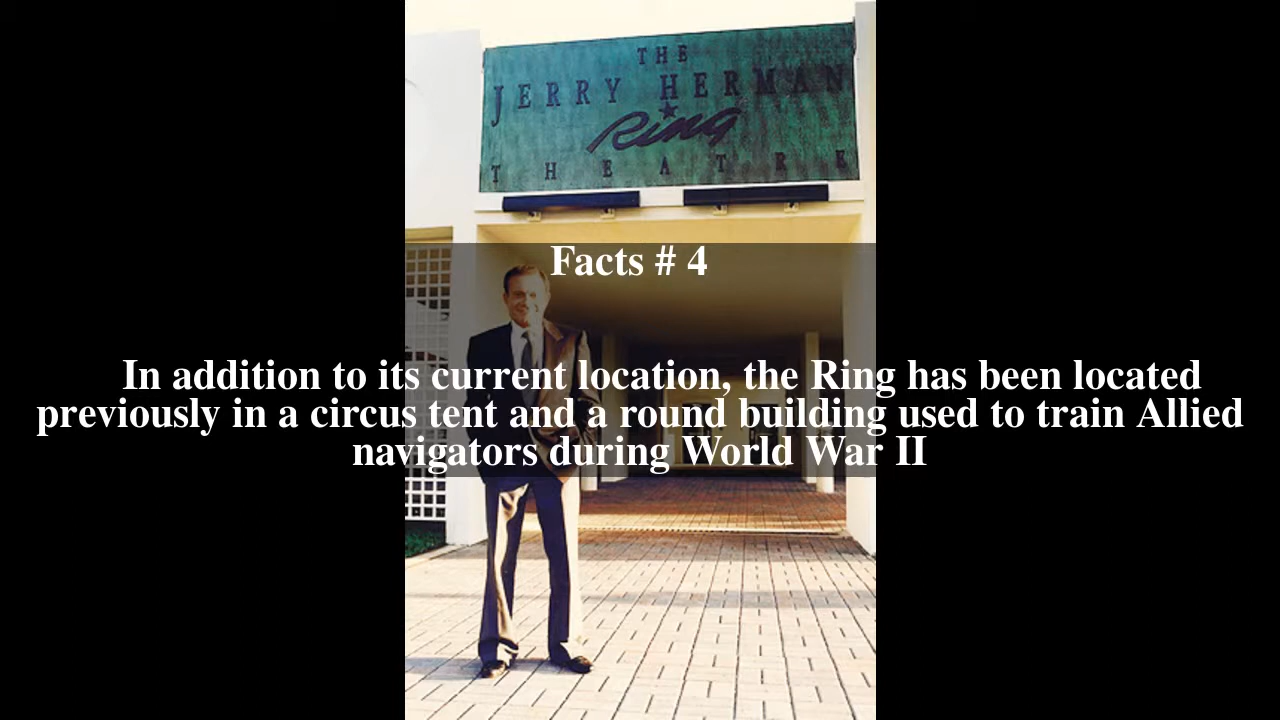 THE
JERRY HERMAN
Ring
THEATRE
Facts # 4
In addition to its current location, the Ring has been located
previously in a circus tent and a round building used to train Allied
navigators during World War II